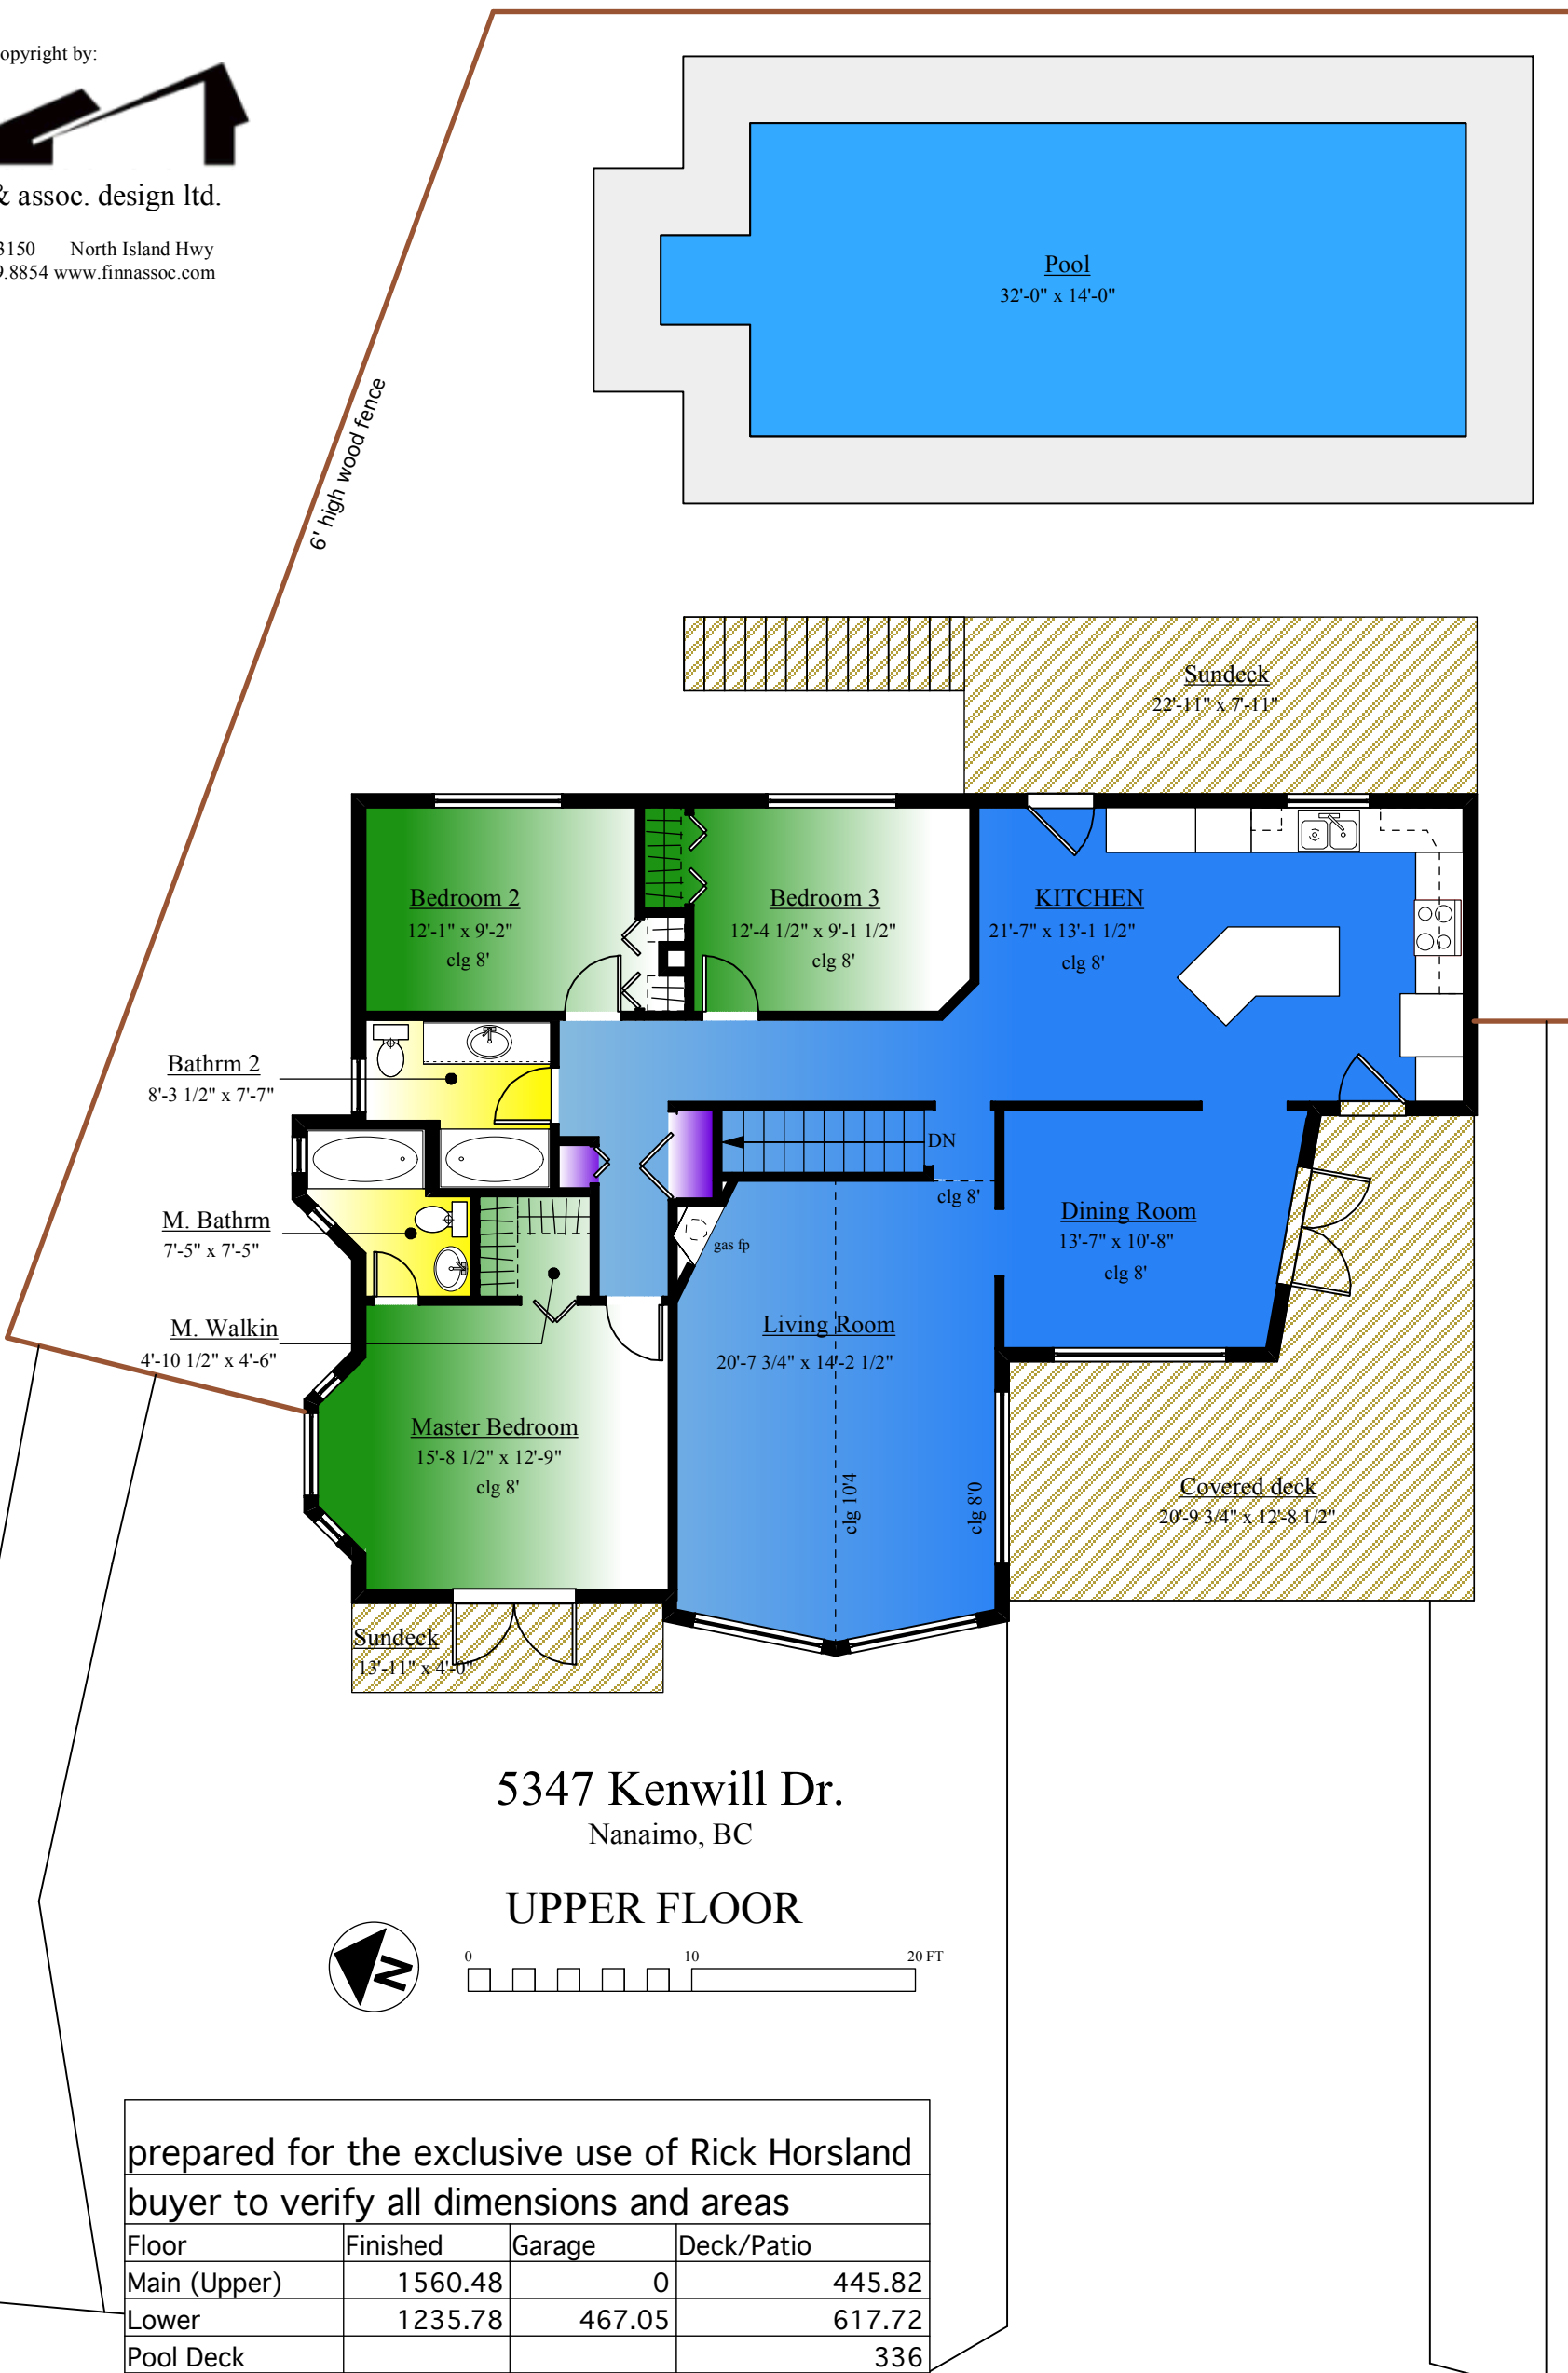 opyright by:
& assoc. design ltd.
3150 North Island Hwy
9.8854 www.finnassoc.com
6' high wood fence
Pool
32'-0" x 14'-0"
Sundeck
22'-11" x 7'-11"
Bedroom 2
12'-1" x 9'-2"
clg 8'
Bedroom 3
12'-4 1/2" x 9'-1 1/2"
clg 8'
KITCHEN
21'-7" x 13'-1 1/2"
clg 8'
Bathrm 2
8'-3 1/2" x 7'-7"
DN
clg 8'
M. Bathrm
7'-5" x 7'-5"
gas fp
Dining Room
13'-7" x 10'-8"
clg 8'
M. Walkin
4'-10 1/2" x 4'-6"
Living Room
20'-7 3/4" x 14'-2 1/2"
Master Bedroom
15'-8 1/2" x 12'-9"
clg 8'
clg 10'4
clg 8'0
Covered deck
20'-9 3/4" x 12'-8 1/2"
Sundeck
13'-11" x 4'-0"
5347 Kenwill Dr.
Nanaimo, BC
UPPER FLOOR
N
0 10 20 FT
prepared for the exclusive use of Rick Horsland
buyer to verify all dimensions and areas
Floor Finished Garage Deck/Patio
Main (Upper) 1560.48 0 445.82
Lower 1235.78 467.05 617.72
Pool Deck 336